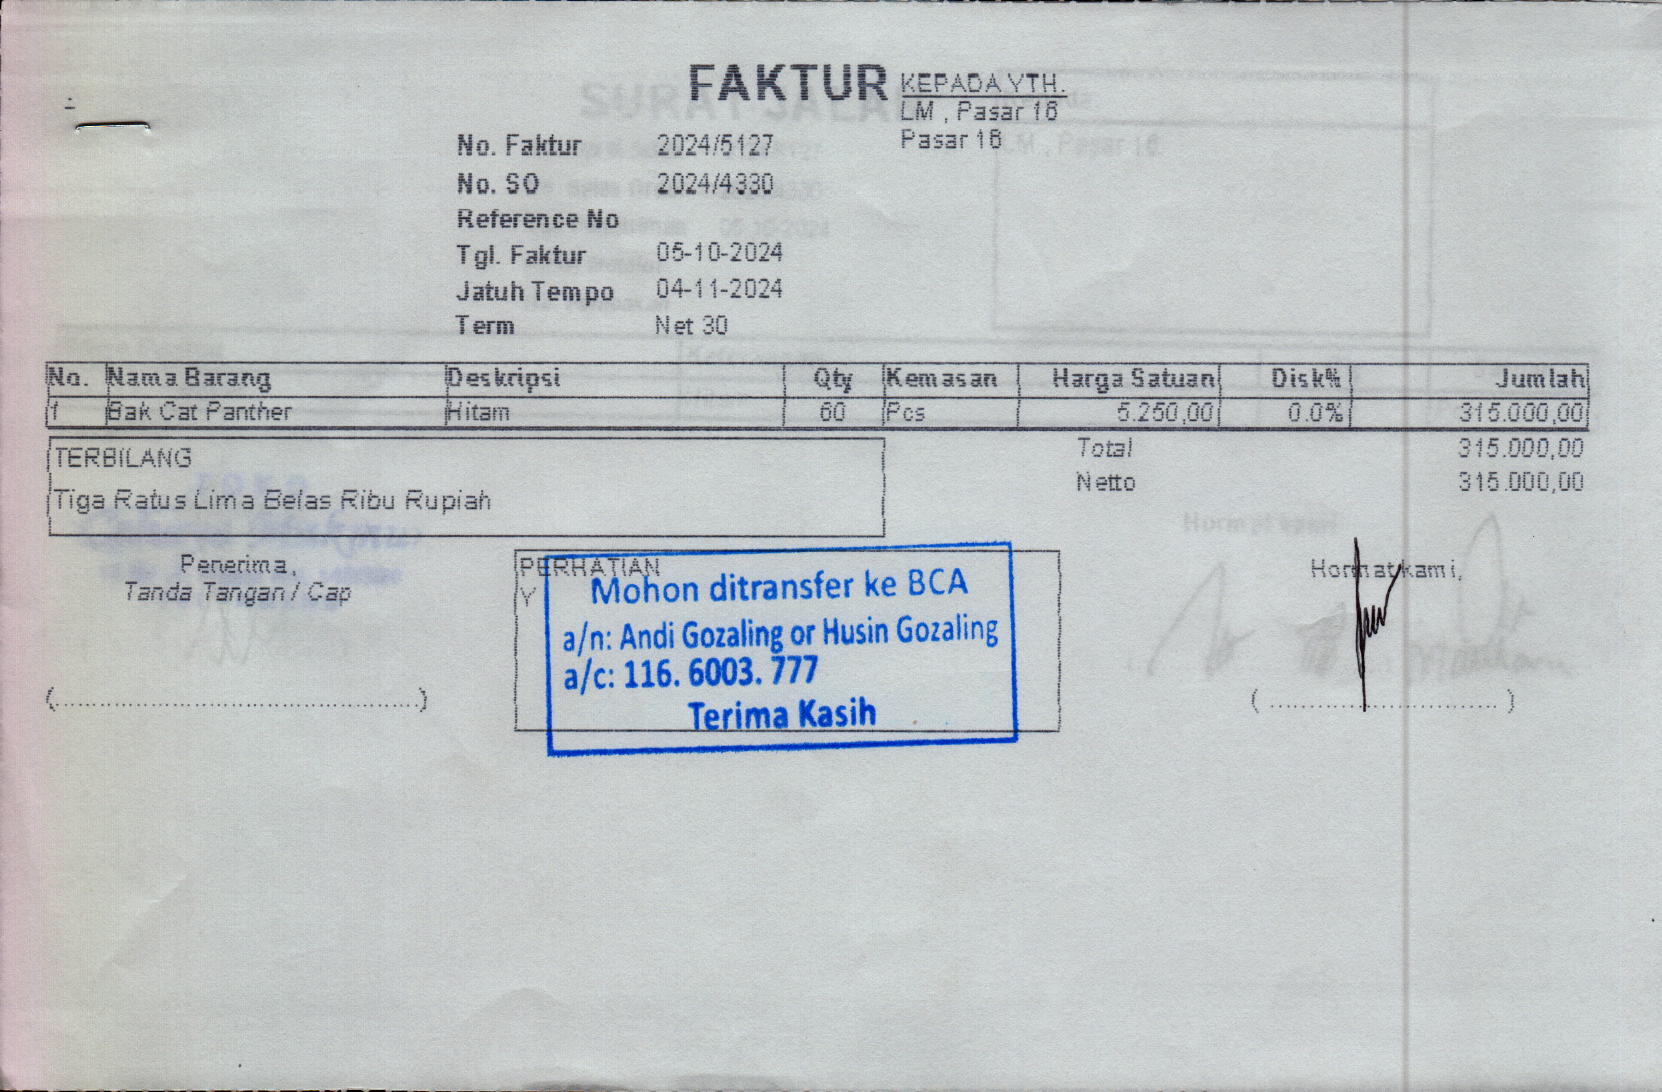 FAKTUR
KEPADA YTH.
LM , Pasar 16
Pasar 16
No. Faktur 2024/5127
No. SO 2024/4330
Reference No
Tgl. Faktur 05-10-2024
Jatuh Tempo 04-11-2024
Term Net 30
No. Nama Barang Deskripsi Qty Kemasan Harga Satuan Disk% Jumlah
1 Bak Cat Panther Hitam 60 Pcs 5.250,00 0.0% 315.000,00
Total 315.000,00
Netto 315.000,00
TERBILANG
Tiga Ratus Lima Belas Ribu Rupiah
Penerima,
Tanda Tangan / Cap
(................................................)
PERHATIAN
Y
Mohon ditransfer ke BCA
a/n: Andi Gozaling or Husin Gozaling
a/c: 116. 6003. 777
Terima Kasih
Hormat kami,
( .............................. )